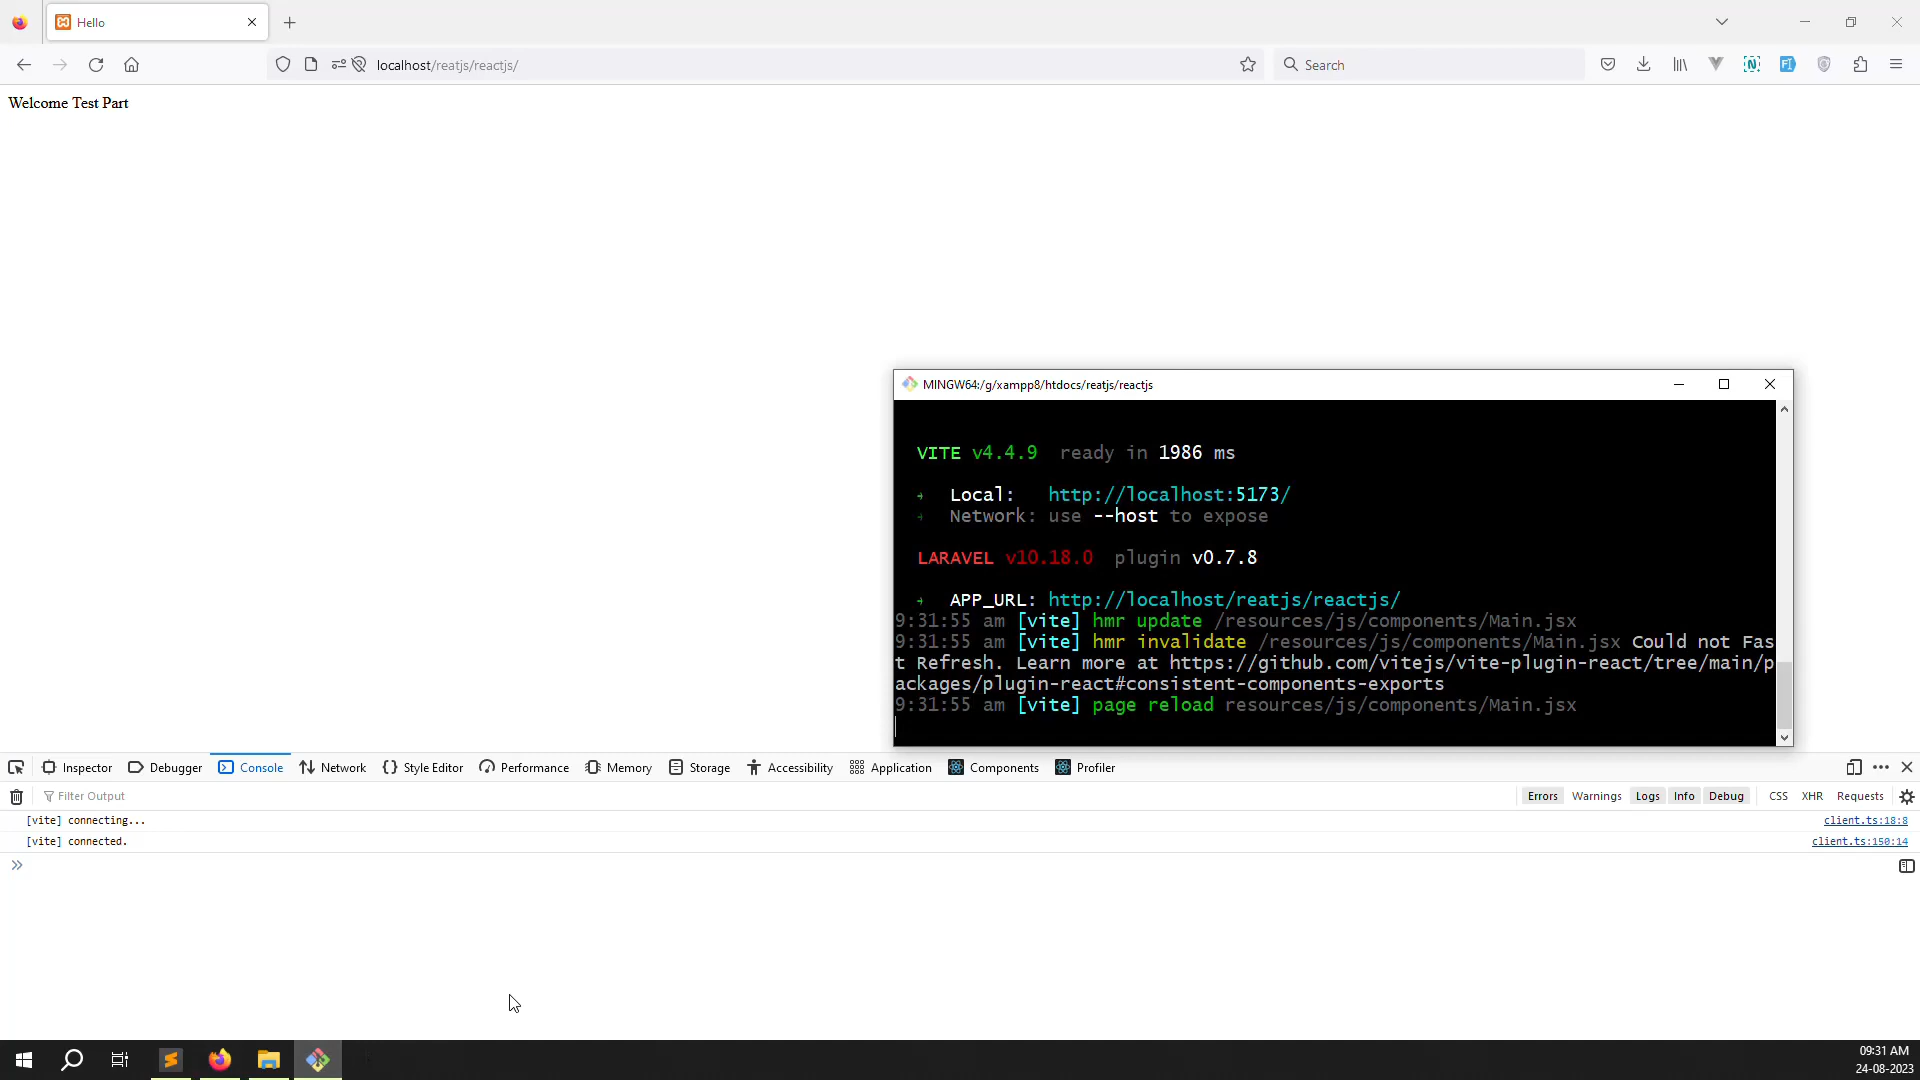 Hello
localhost/reatjs/reactjs/
Search
Welcome Test Part
MINGW64:/g/xampp8/htdocs/reatjs/reactjs
VITE v4.4.9 ready in 1986 ms
Local: http://localhost:5173/
Network: use --host to expose
LARAVEL v10.18.0 plugin v0.7.8
APP_URL: http://localhost/reatjs/reactjs/
9:31:55 am [vite] hmr update /resources/js/components/Main.jsx
9:31:55 am [vite] hmr invalidate /resources/js/components/Main.jsx Could not Fas
t Refresh. Learn more at https://github.com/vitejs/vite-plugin-react/tree/main/p
ackages/plugin-react#consistent-components-exports
9:31:55 am [vite] page reload resources/js/components/Main.jsx
Inspector Debugger Console Network Style Editor Performance Memory Storage Accessibility Application Components Profiler
Filter Output Errors Warnings Logs Info Debug CSS XHR Requests
[vite] connecting... client.ts:18:8
[vite] connected. client.ts:150:14
09:31 AM
24-08-2023